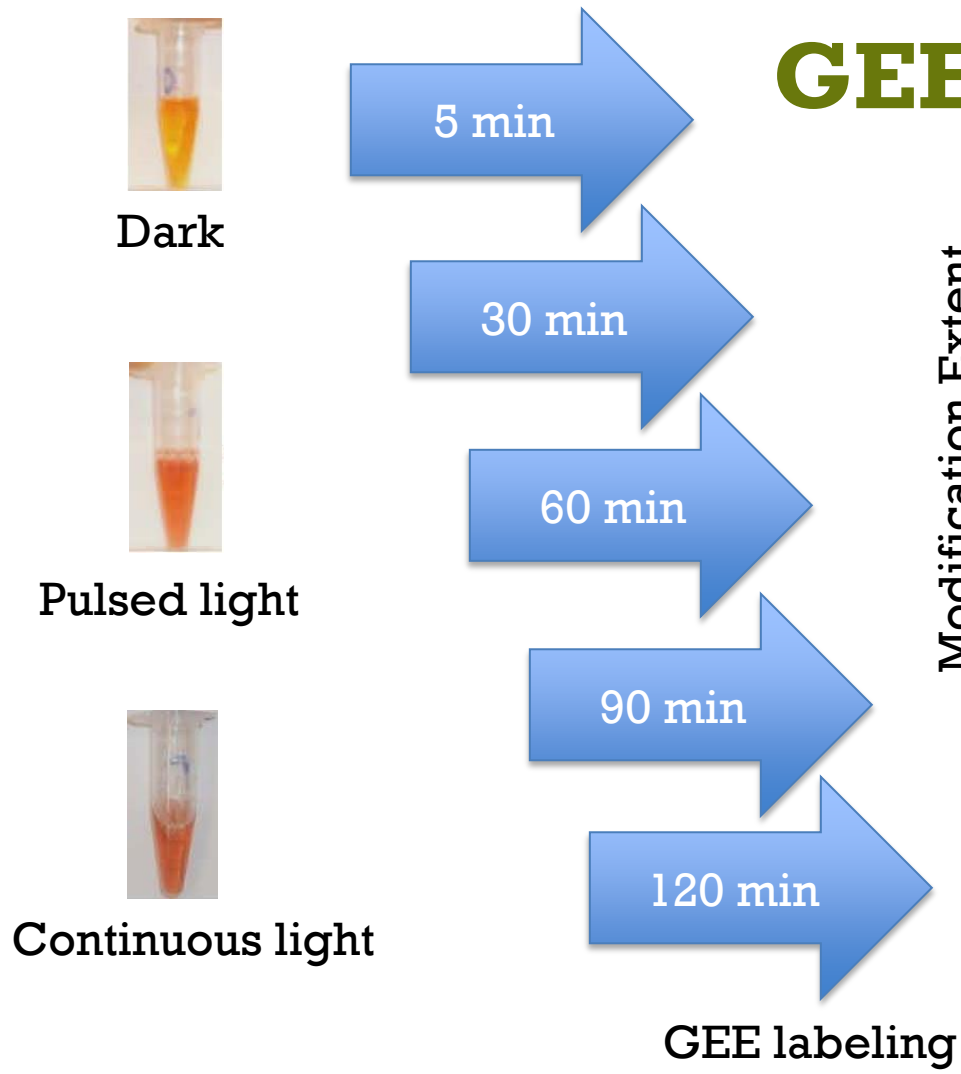 GEE
5 min
Dark
30 min
Modification Extent
60 min
Pulsed light
90 min
120 min
Continuous light
GEE labeling